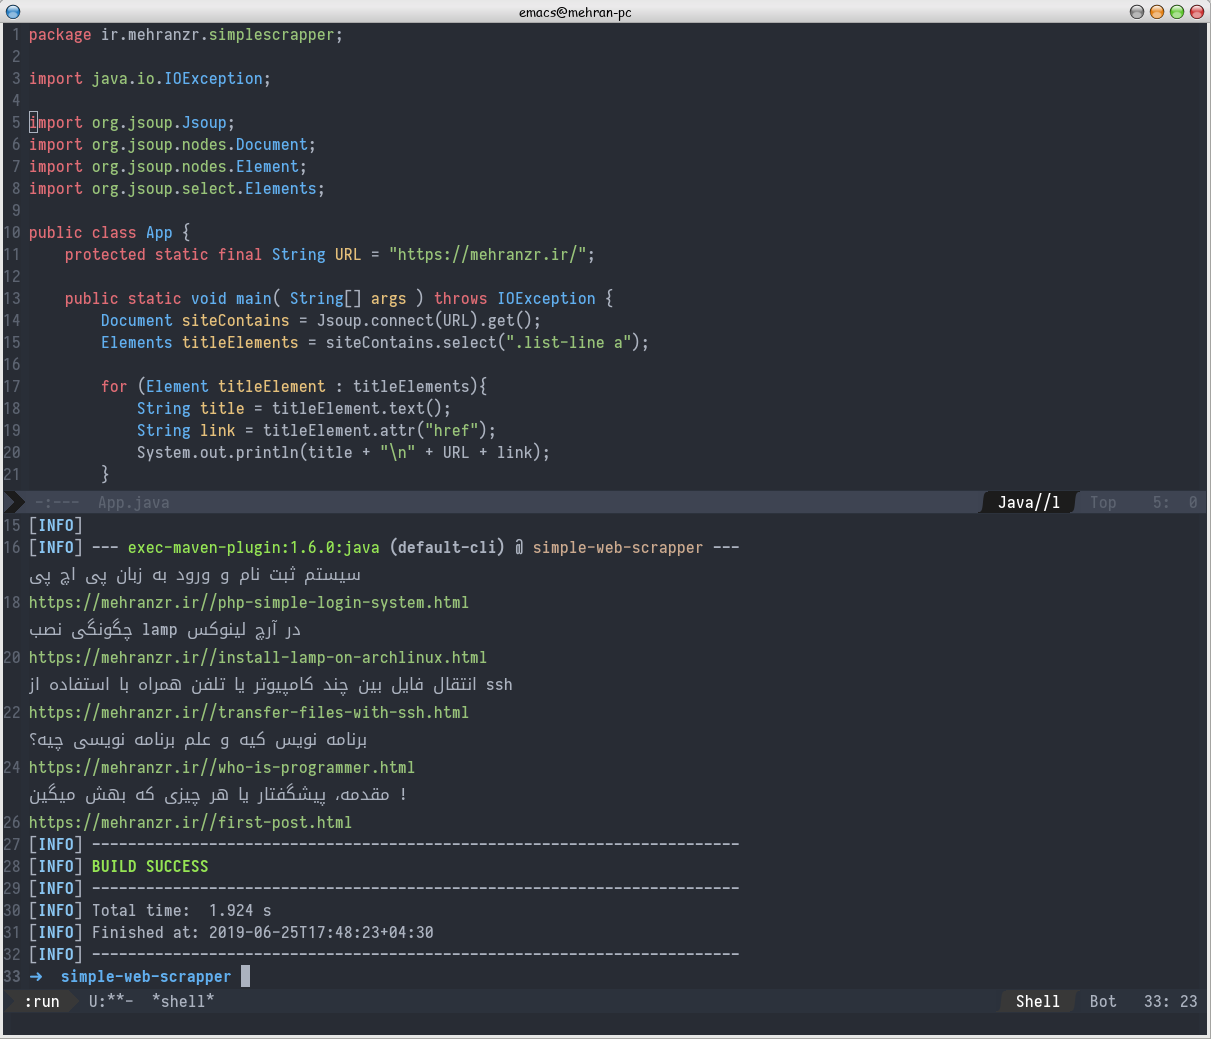 emacs@mehran-pc
1 package ir.mehranzr.simplescrapper;
2
3 import java.io.IOException;
4
5 import org.jsoup.Jsoup;
6 import org.jsoup.nodes.Document;
7 import org.jsoup.nodes.Element;
8 import org.jsoup.select.Elements;
9
10 public class App {
11     protected static final String URL = "https://mehranzr.ir/";
12
13     public static void main( String[] args ) throws IOException {
14         Document siteContains = Jsoup.connect(URL).get();
15         Elements titleElements = siteContains.select(".list-line a");
16
17         for (Element titleElement : titleElements){
18             String title = titleElement.text();
19             String link = titleElement.attr("href");
20             System.out.println(title + "\n" + URL + link);
21         }
-:---  App.java Java//l Top 5: 0
15 [INFO]
16 [INFO] --- exec-maven-plugin:1.6.0:java (default-cli) @ simple-web-scrapper ---
سیستم ثبت نام و ورود به زبان پی اچ پی
18 https://mehranzr.ir//php-simple-login-system.html
چگونگی نصب lamp در آرچ لینوکس
20 https://mehranzr.ir//install-lamp-on-archlinux.html
انتقال فایل بین چند کامپیوتر یا تلفن همراه با استفاده از ssh
22 https://mehranzr.ir//transfer-files-with-ssh.html
برنامه نویس کیه و علم برنامه نویسی چیه؟
24 https://mehranzr.ir//who-is-programmer.html
مقدمه، پیشگفتار یا هر چیزی که بهش میگین !
26 https://mehranzr.ir//first-post.html
27 [INFO] ------------------------------------------------------------------------
28 [INFO] BUILD SUCCESS
29 [INFO] ------------------------------------------------------------------------
30 [INFO] Total time:  1.924 s
31 [INFO] Finished at: 2019-06-25T17:48:23+04:30
32 [INFO] ------------------------------------------------------------------------
33 → simple-web-scrapper
:run U:**-  *shell* Shell Bot 33: 23